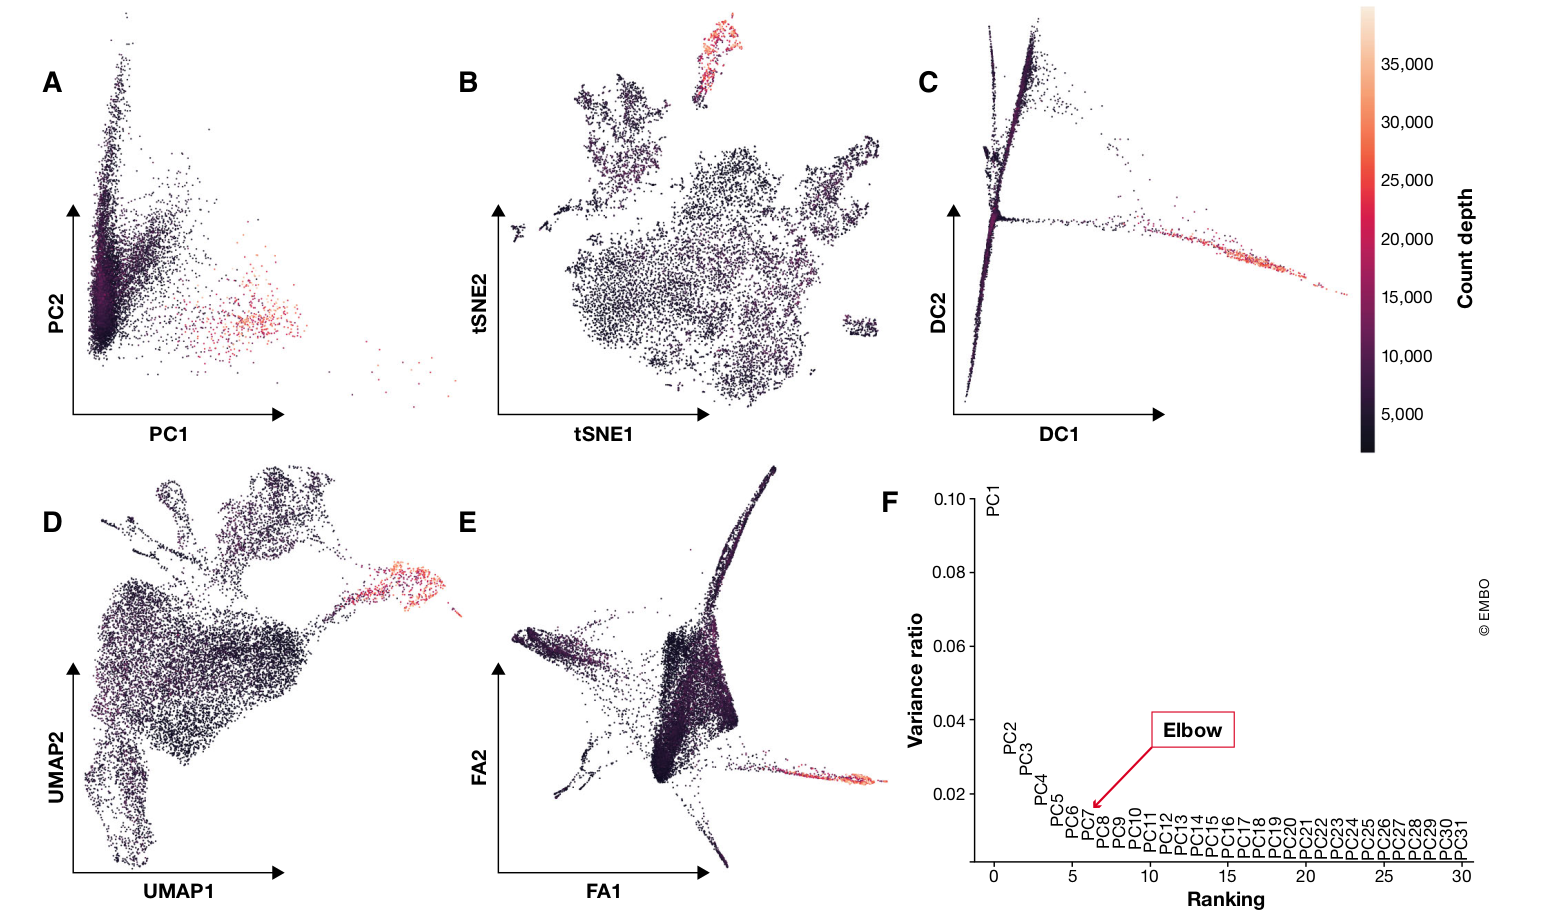 A
PC2
PC1
B
tSNE2
tSNE1
C
DC2
DC1
35,000
30,000
25,000
20,000
15,000
10,000
5,000
Count depth
D
UMAP2
UMAP1
E
FA2
FA1
F
Variance ratio
0.10
0.08
0.06
0.04
0.02
PC1
PC2
PC3
PC4
PC5
PC6
PC7
PC8
PC9
PC10
PC11
PC12
PC13
PC14
PC15
PC16
PC17
PC18
PC19
PC20
PC21
PC22
PC23
PC24
PC25
PC26
PC27
PC28
PC29
PC30
PC31
Elbow
0 5 10 15 20 25 30
Ranking
© EMBO